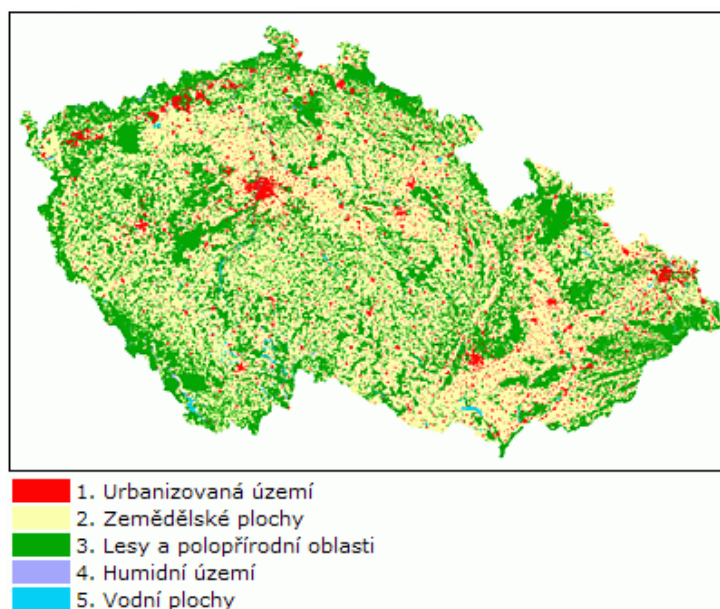 1. Urbanizovaná území
2. Zemědělské plochy
3. Lesy a polopřírodní oblasti
4. Humidní území
5. Vodní plochy